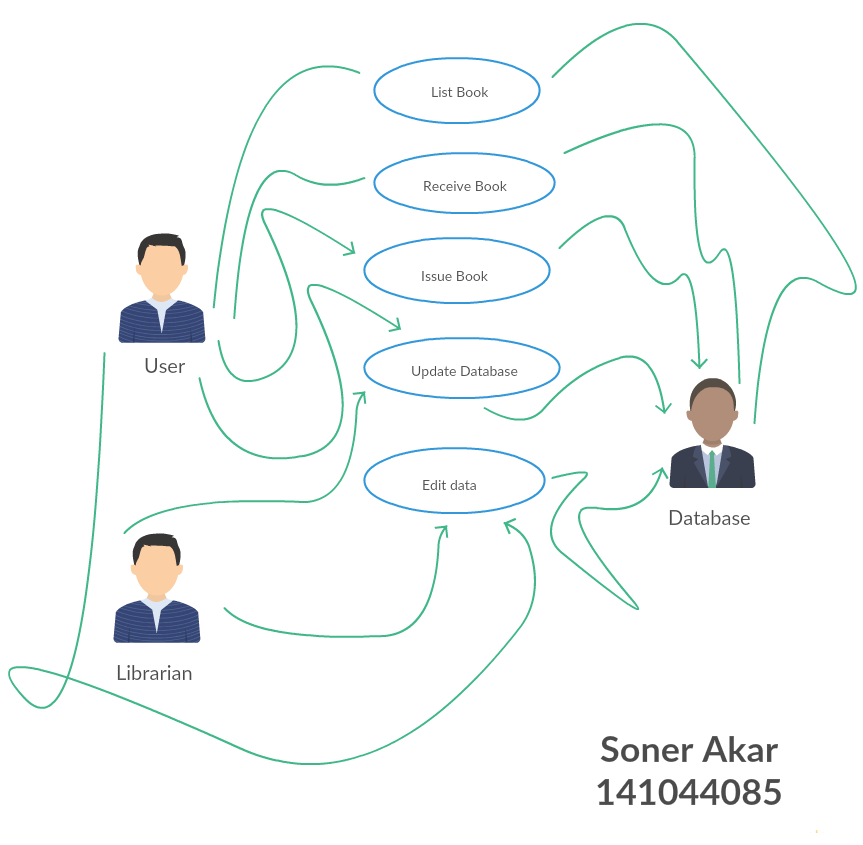 List Book
Receive Book
Issue Book
User
Update Database
Edit data
Database
Librarian
Soner Akar
141044085